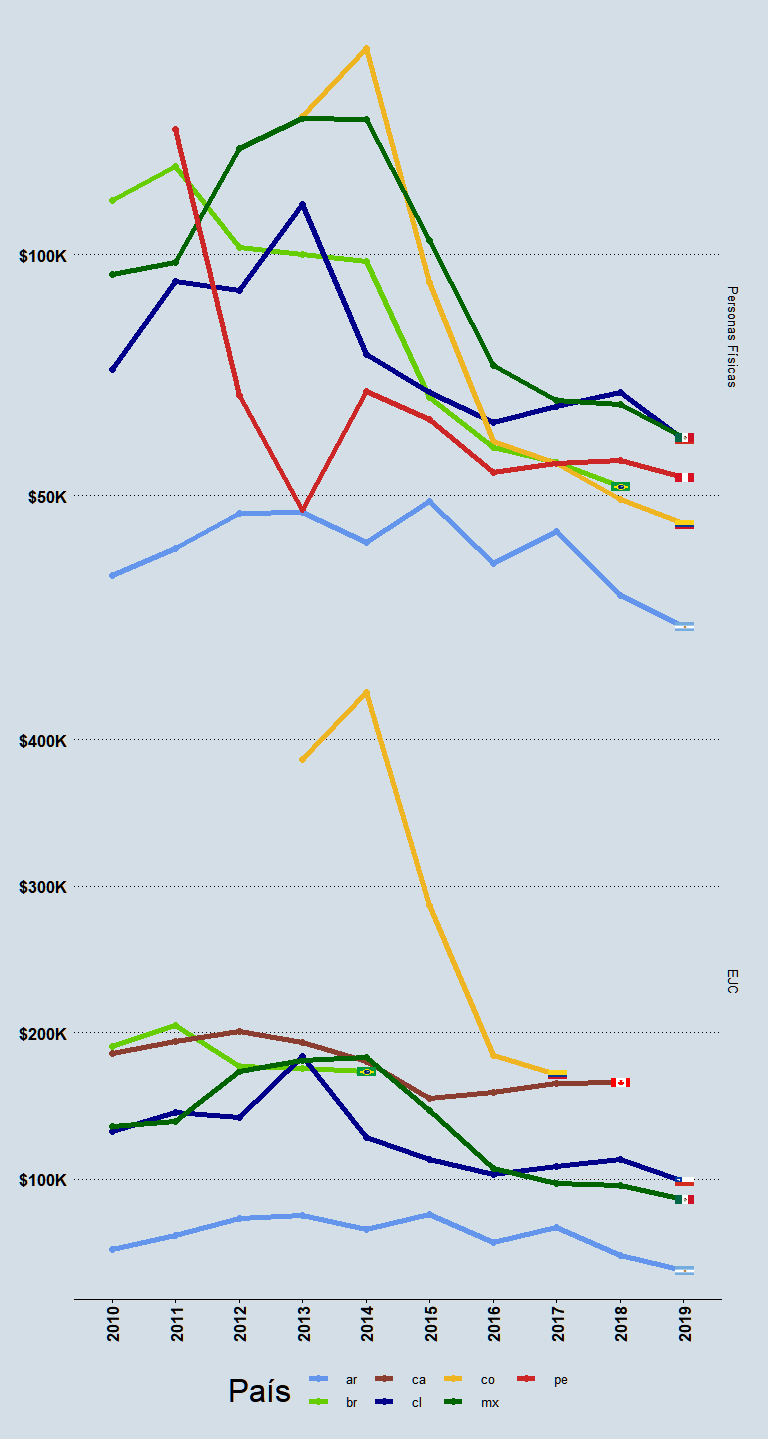 $100K
Personas Físicas
$50K
$400K
$300K
EJC
$200K
$100K
2010 2011 2012 2013 2014 2015 2016 2017 2018 2019
País ar ca co pe
br cl mx